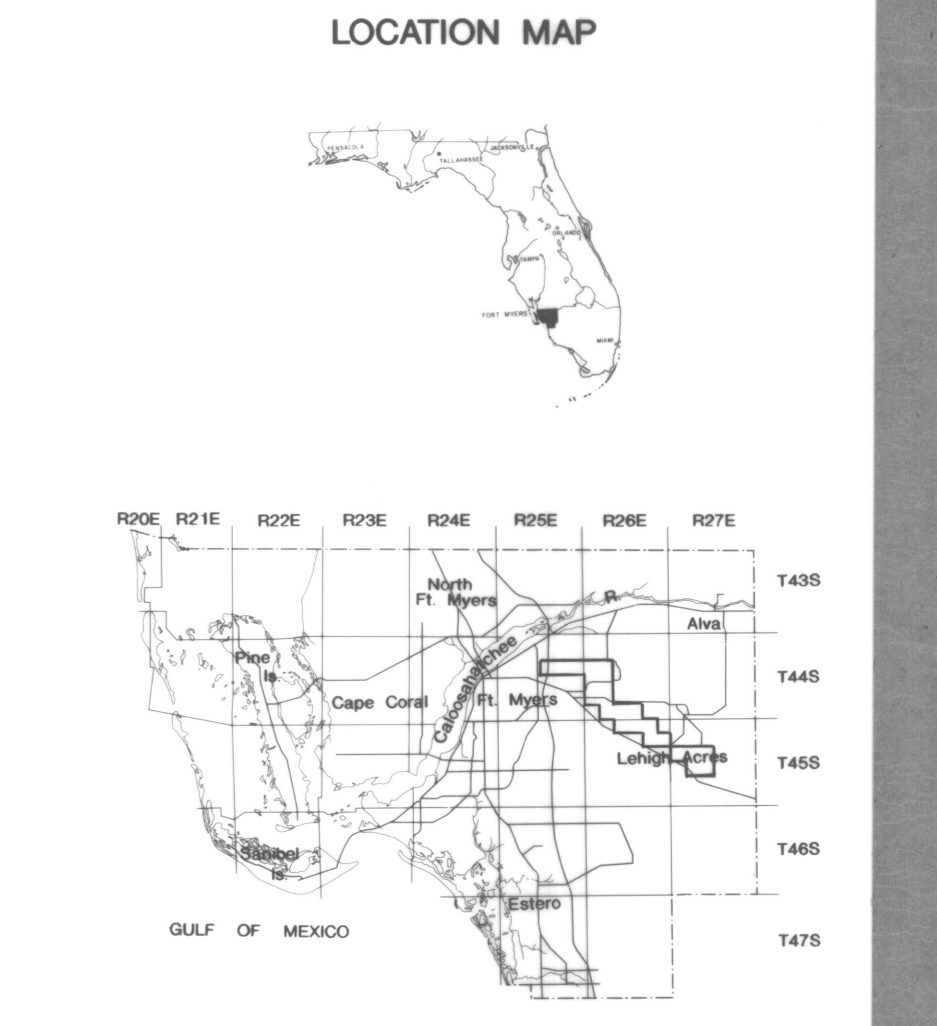 LOCATION MAP
PENSACOLA
TALLAHASSEE
JACKSONVILLE
ORLANDO
TAMPA
FORT MYERS
MIAMI
R20E R21E R22E R23E R24E R25E R26E R27E
T43S
North
Ft. Myers
R.
Alva
Pine
Is.
T44S
Cape Coral
Caloosahatchee
Ft. Myers
Lehigh Acres
T45S
Sanibel
Is.
T46S
Estero
GULF OF MEXICO
T47S